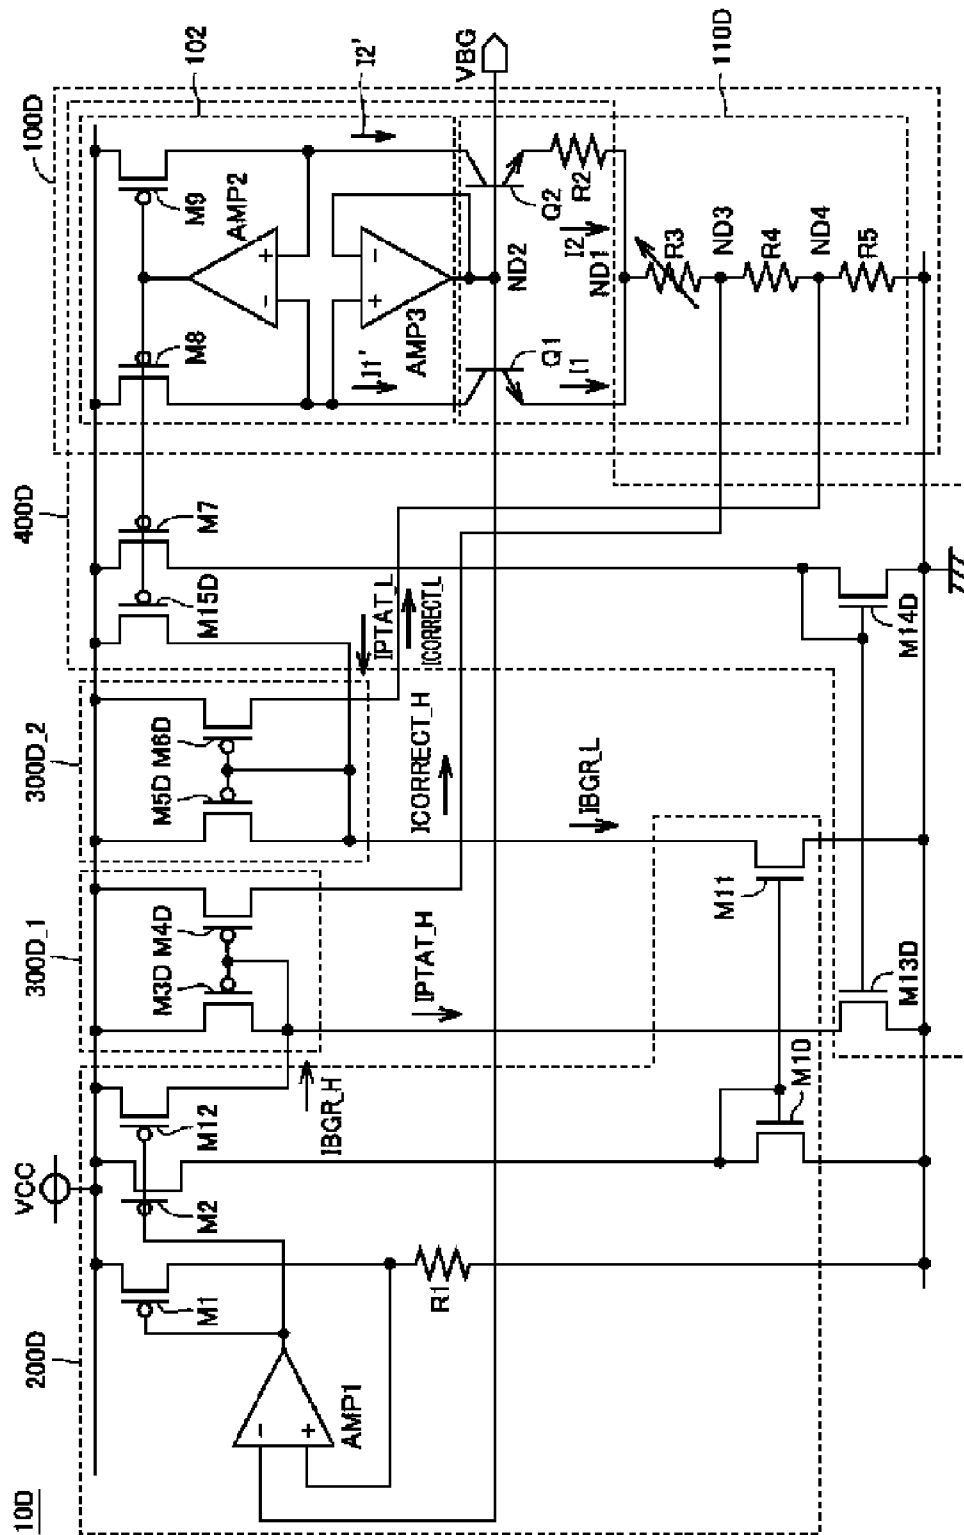 10D
200D
VCC
300D_1
300D_2
400D
100D
102
110D
M1
M2
M12
M3D
M4D
M5D
M6D
M15D
M7
M8
M9
AMP1
AMP2
AMP3
+
-
-
+
+
-
I1'
I2'
IBGR_H
IPTAT_H
ICORRECT_H
IPTAT_L
ICORRECT_L
IBGR_L
ND2
VBG
Q1
Q2
I1
I2
R1
R2
ND1
R3
ND3
R4
ND4
R5
M10
M11
M13D
M14D